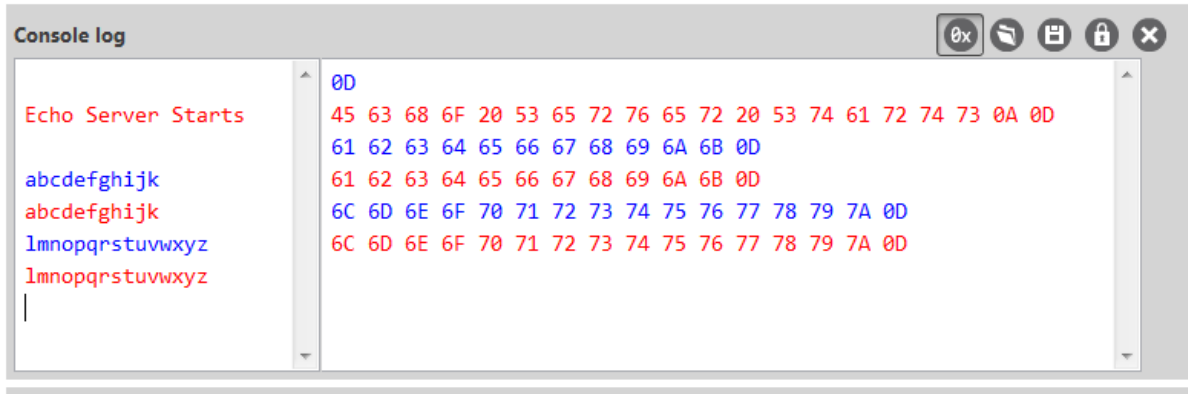 Console log
0x
Echo Server Starts
abcdefghijk
abcdefghijk
lmnopqrstuvwxyz
lmnopqrstuvwxyz
0D
45 63 68 6F 20 53 65 72 76 65 72 20 53 74 61 72 74 73 0A 0D
61 62 63 64 65 66 67 68 69 6A 6B 0D
61 62 63 64 65 66 67 68 69 6A 6B 0D
6C 6D 6E 6F 70 71 72 73 74 75 76 77 78 79 7A 0D
6C 6D 6E 6F 70 71 72 73 74 75 76 77 78 79 7A 0D